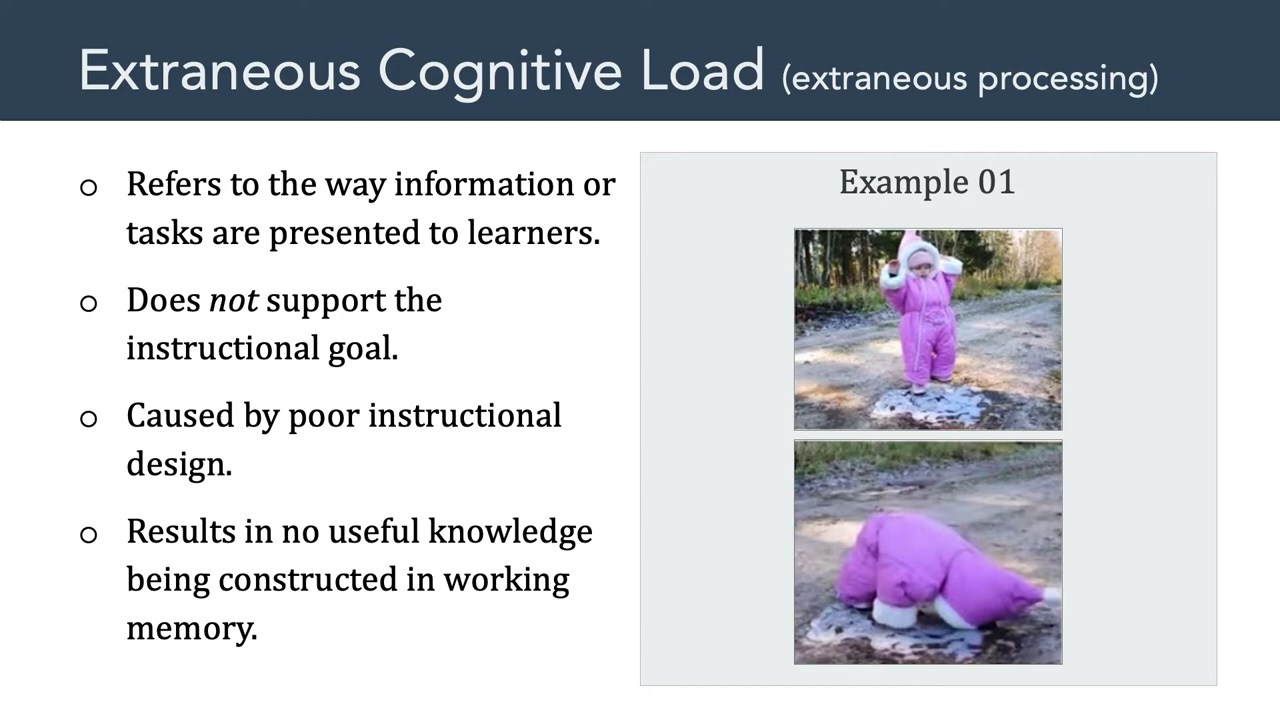 Extraneous Cognitive Load (extraneous processing)
Refers to the way information or
tasks are presented to learners.
Does not support the
instructional goal.
Caused by poor instructional
design.
Results in no useful knowledge
being constructed in working
memory.
Example 01